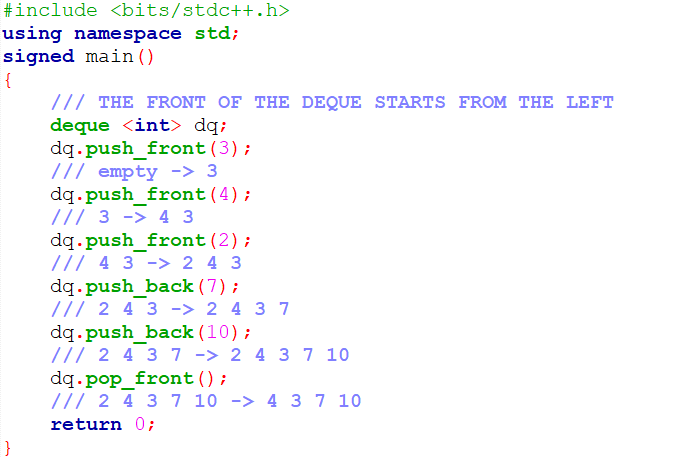 #include <bits/stdc++.h>
using namespace std;
signed main()
{
    /// THE FRONT OF THE DEQUE STARTS FROM THE LEFT
    deque <int> dq;
    dq.push_front(3);
    /// empty -> 3
    dq.push_front(4);
    /// 3 -> 4 3
    dq.push_front(2);
    /// 4 3 -> 2 4 3
    dq.push_back(7);
    /// 2 4 3 -> 2 4 3 7
    dq.push_back(10);
    /// 2 4 3 7 -> 2 4 3 7 10
    dq.pop_front();
    /// 2 4 3 7 10 -> 4 3 7 10
    return 0;
}